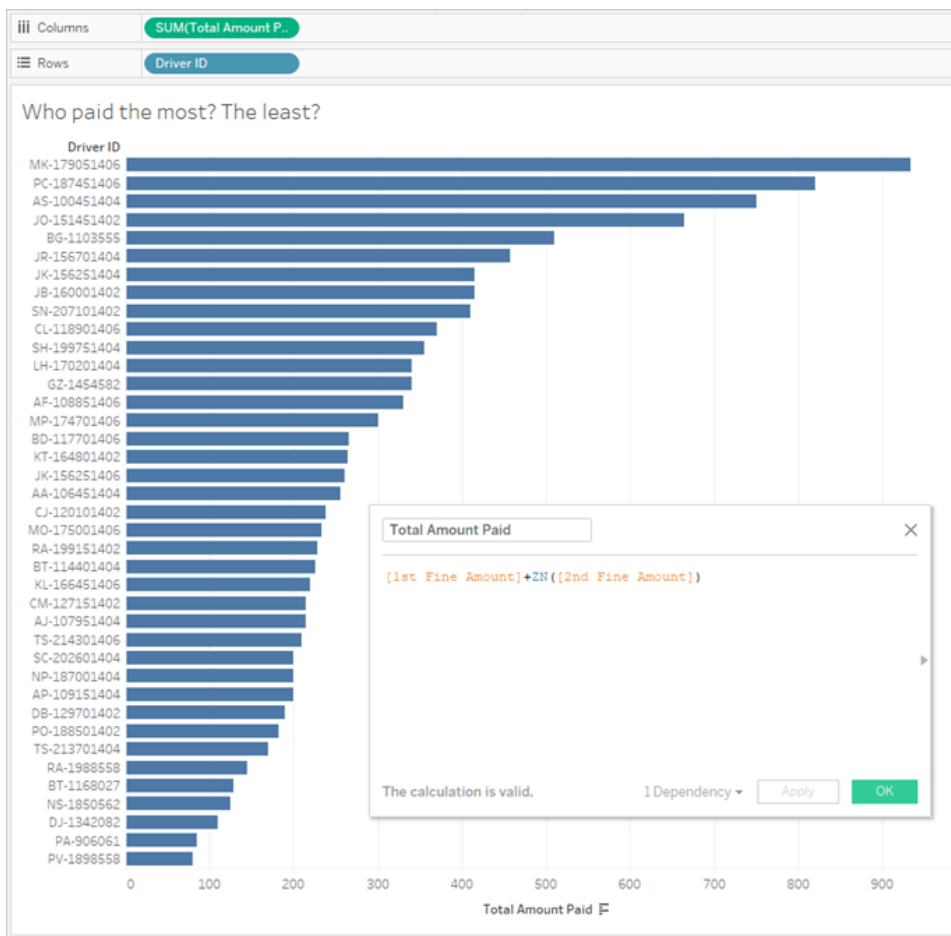 Columns SUM(Total Amount P..
Rows Driver ID
Who paid the most? The least?
Driver ID
MK-179051406
PC-187451406
AS-100451404
JO-151451402
BG-1103555
JR-156701404
JK-156251404
JB-160001402
SN-207101402
CL-118901406
SH-199751404
LH-170201404
GZ-1454582
AF-108851406
MP-174701406
BD-117701406
KT-164801402
JK-156251406
AA-106451404
CJ-120101402
MO-175001406
RA-199151402
BT-114401404
KL-166451406
CM-127151402
AJ-107951404
TS-214301406
SC-202601404
NP-187001404
AP-109151404
DB-129701402
PO-188501402
TS-213701404
RA-1988558
BT-1168027
NS-1850562
DJ-1342082
PA-906061
PV-1898558
0 100 200 300 400 500 600 700 800 900
Total Amount Paid
Total Amount Paid
[1st Fine Amount]+ZN([2nd Fine Amount])
The calculation is valid. 1 Dependency Apply OK